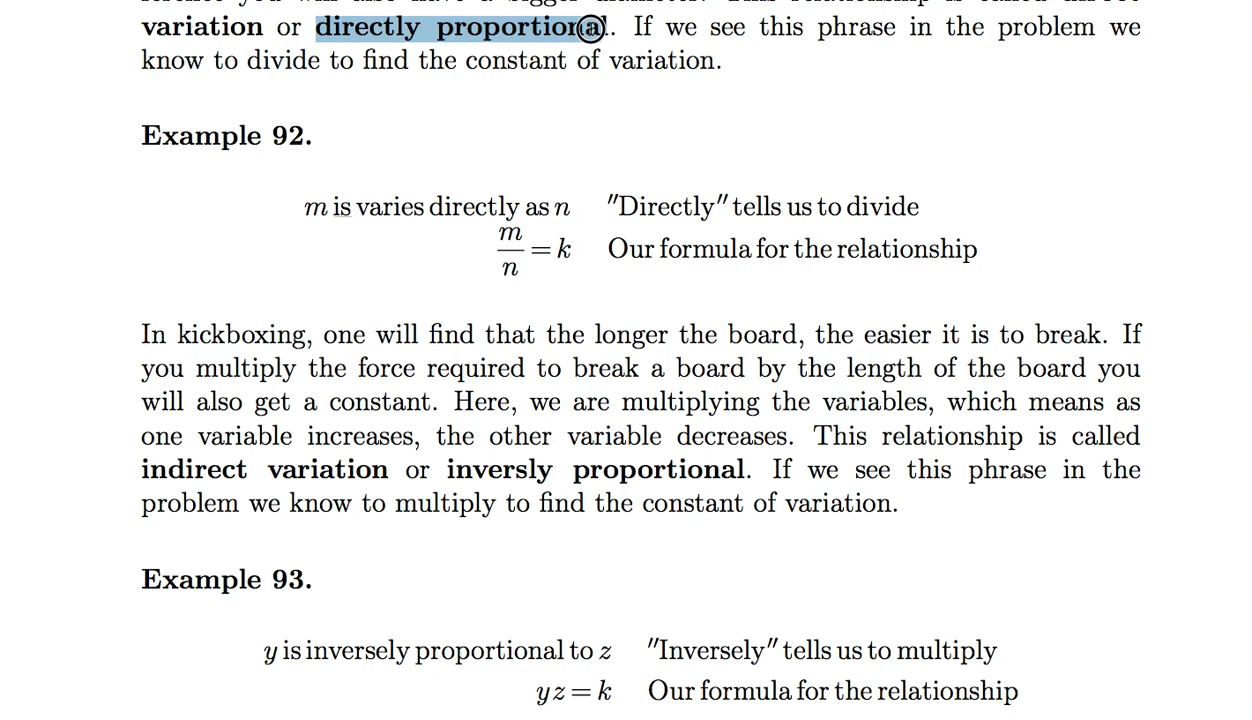 variation or directly proportional. If we see this phrase in the problem we
know to divide to find the constant of variation.
Example 92.
m is varies directly as n "Directly" tells us to divide
m/n = k Our formula for the relationship
In kickboxing, one will find that the longer the board, the easier it is to break. If
you multiply the force required to break a board by the length of the board you
will also get a constant. Here, we are multiplying the variables, which means as
one variable increases, the other variable decreases. This relationship is called
indirect variation or inversly proportional. If we see this phrase in the
problem we know to multiply to find the constant of variation.
Example 93.
y is inversely proportional to z "Inversely" tells us to multiply
yz = k Our formula for the relationship